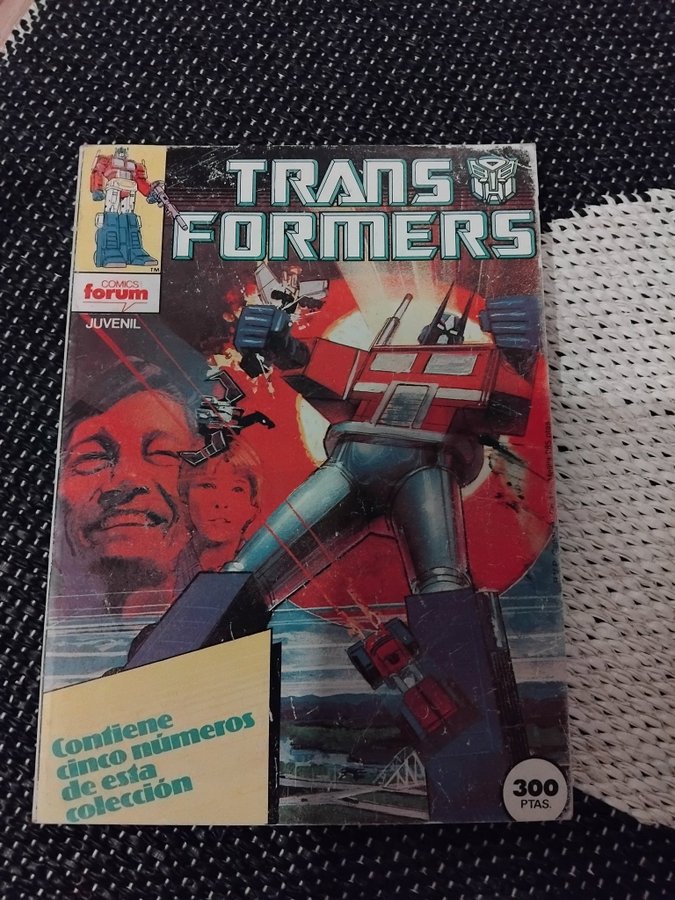 TRANS
FORMERS
TM
COMICS
forum
JUVENIL
Contiene
cinco números
de esta
colección
300
PTAS.